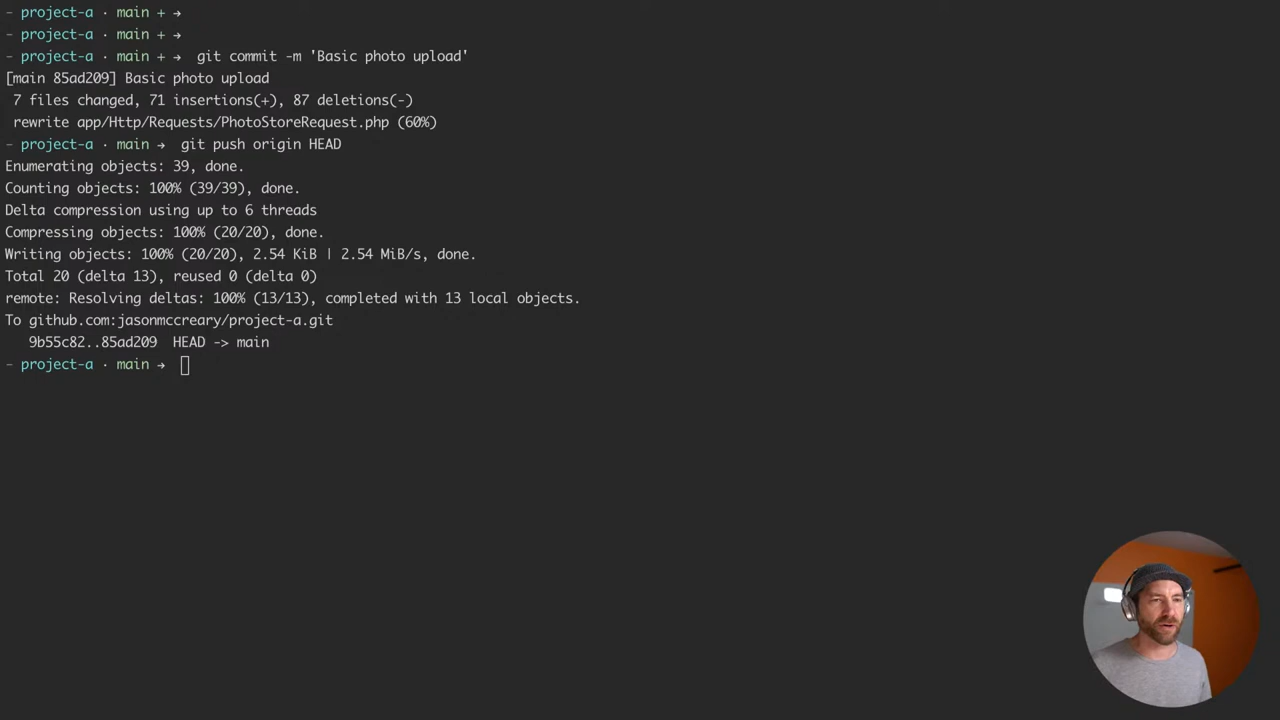 - project-a · main + →
- project-a · main + →
- project-a · main + → git commit -m 'Basic photo upload'
[main 85ad209] Basic photo upload
7 files changed, 71 insertions(+), 87 deletions(-)
rewrite app/Http/Requests/PhotoStoreRequest.php (60%)
- project-a · main → git push origin HEAD
Enumerating objects: 39, done.
Counting objects: 100% (39/39), done.
Delta compression using up to 6 threads
Compressing objects: 100% (20/20), done.
Writing objects: 100% (20/20), 2.54 KiB | 2.54 MiB/s, done.
Total 20 (delta 13), reused 0 (delta 0)
remote: Resolving deltas: 100% (13/13), completed with 13 local objects.
To github.com:jasonmccreary/project-a.git
9b55c82..85ad209 HEAD -> main
- project-a · main →